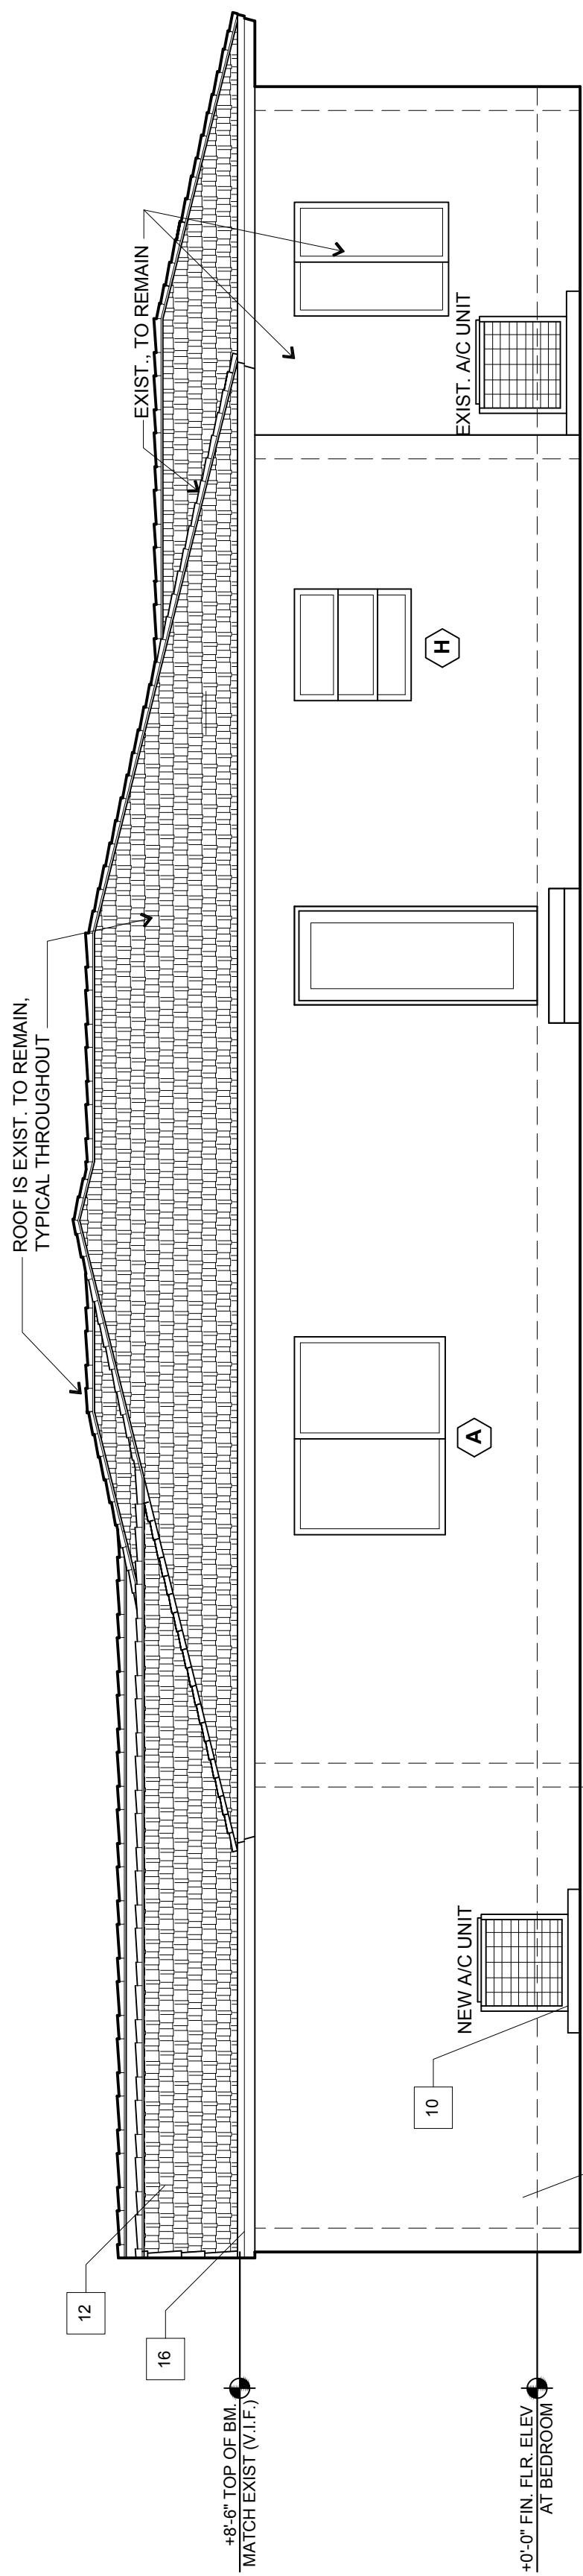 ROOF IS EXIST. TO REMAIN,
TYPICAL THROUGHOUT
EXIST., TO REMAIN
12
16
+8'-6" TOP OF BM.
MATCH EXIST (V.I.F.)
10
NEW A/C UNIT
A
H
EXIST. A/C UNIT
+0'-0" FIN. FLR. ELEV
AT BEDROOM